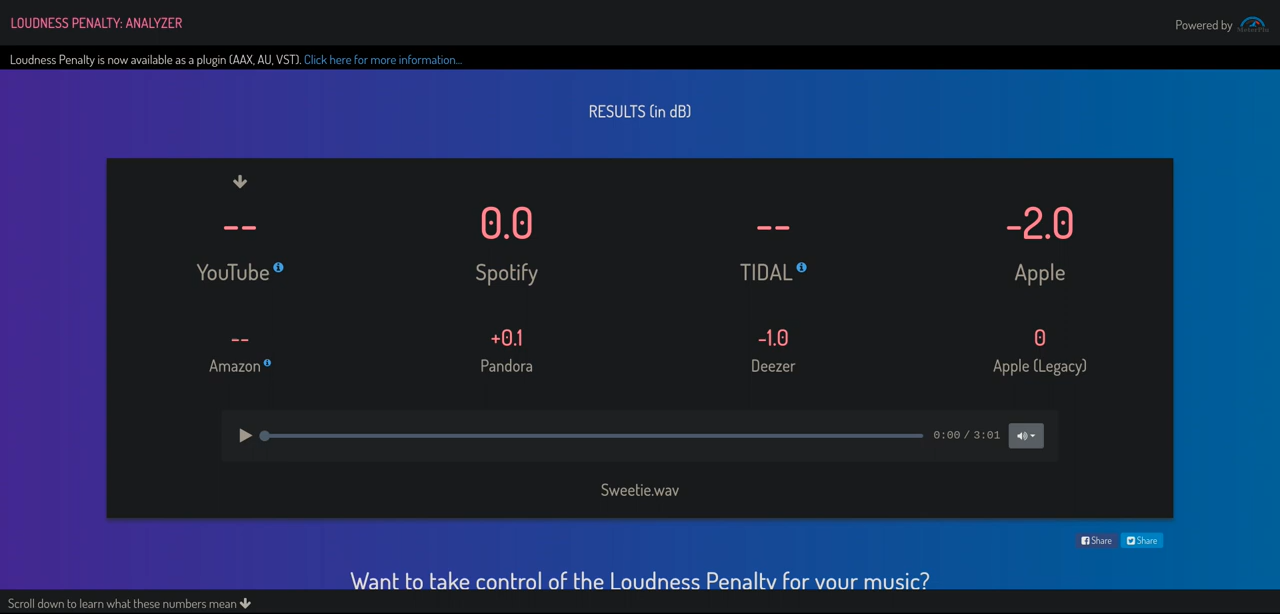 LOUDNESS PENALTY: ANALYZER
Powered by
MeterPlu
Loudness Penalty is now available as a plugin (AAX, AU, VST). Click here for more information...
RESULTS (in dB)
-- 0.0 -- -2.0
YouTube Spotify TIDAL Apple
-- +0.1 -1.0 0
Amazon Pandora Deezer Apple (Legacy)
0:00 / 3:01
Sweetie.wav
Share Share
Want to take control of the Loudness Penalty for your music?
Scroll down to learn what these numbers mean